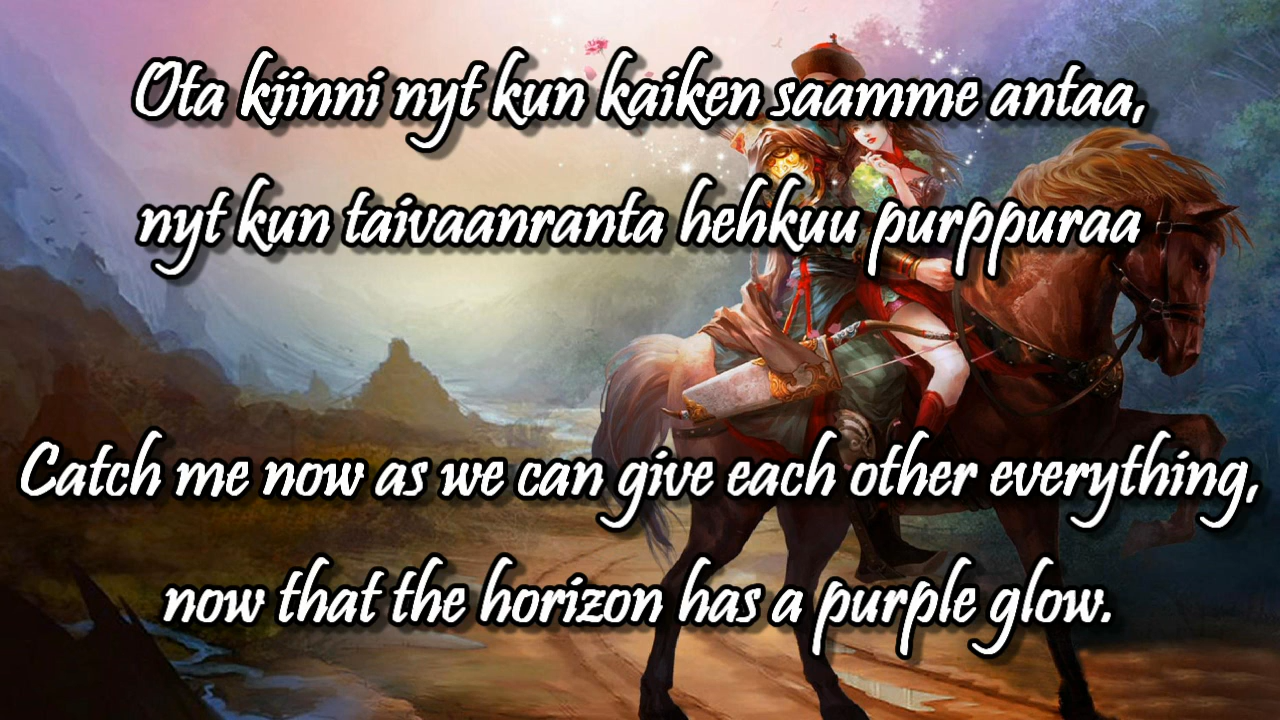 Ota kiinni nyt kun kaiken saamme antaa,
nyt kun taivaanranta hehkuu purppuraa
Catch me now as we can give each other everything,
now that the horizon has a purple glow.